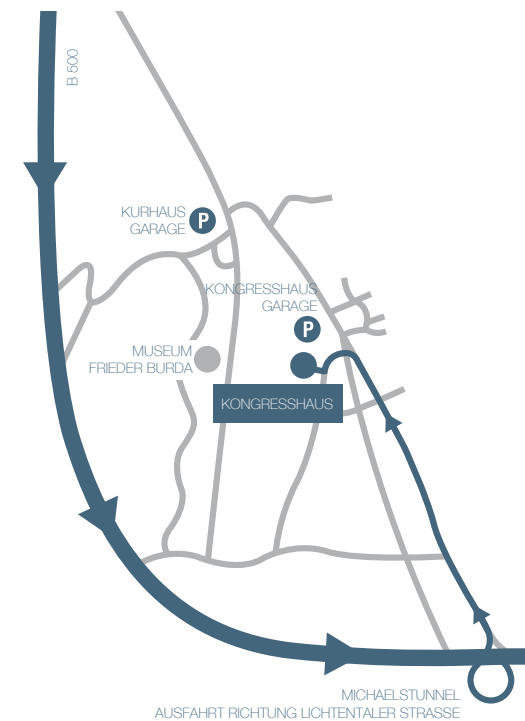 B 500
KURHAUS
GARAGE
P
KONGRESSHAUS
GARAGE
P
MUSEUM
FRIEDER BURDA
KONGRESSHAUS
MICHAELSTUNNEL
AUSFAHRT RICHTUNG LICHTENTALER STRASSE